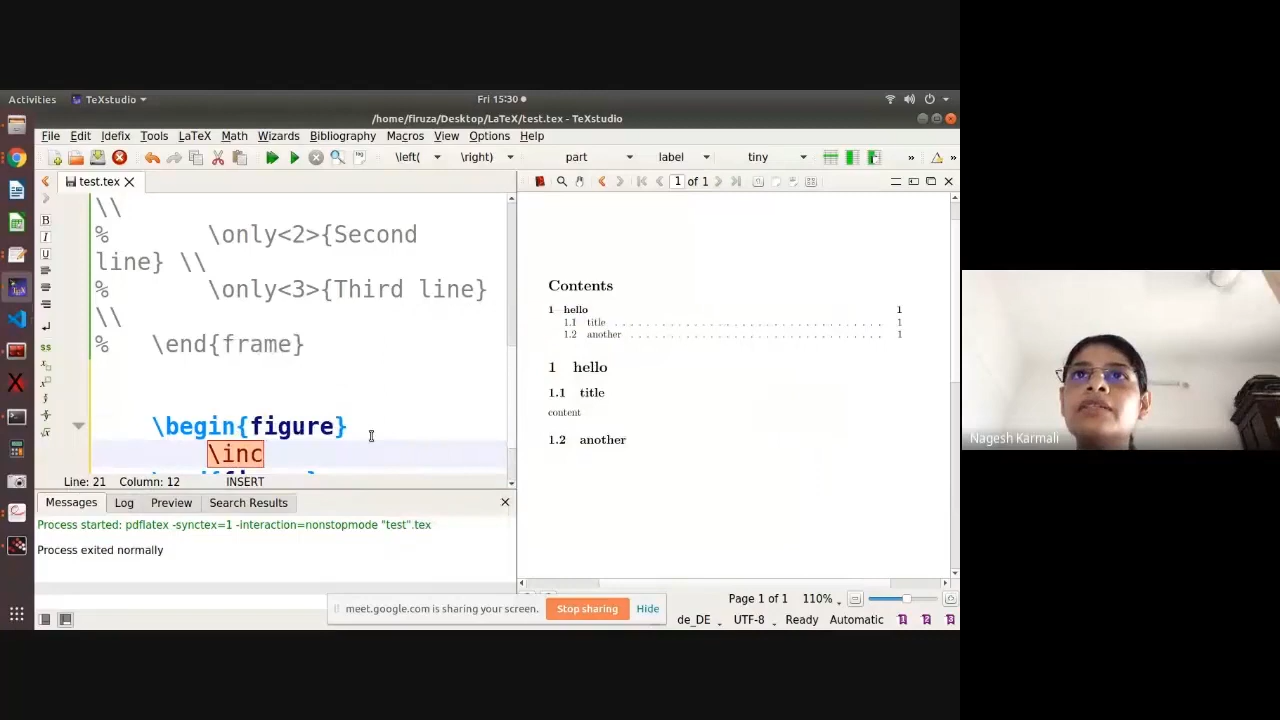 Activities TeXstudio Fri 15:30
/home/firuza/Desktop/LaTeX/test.tex - TeXstudio
File Edit Idefix Tools LaTeX Math Wizards Bibliography Macros View Options Help
\left( \right) part label tiny » »
test.tex
1 of 1
\\
% \only<2>{Second
line} \\
% \only<3>{Third line}
\\
% \end{frame}
\begin{figure}
\inc
Line: 21 Column: 12 INSERT
Messages Log Preview Search Results
Process started: pdflatex -synctex=1 -interaction=nonstopmode "test".tex
Process exited normally
Contents
1 hello 1
1.1 title . . . . . . . . . . . . . . . . . . . . . . . . . . . . . . . . . 1
1.2 another . . . . . . . . . . . . . . . . . . . . . . . . . . . . . . . 1
1 hello
1.1 title
content
1.2 another
Page 1 of 1 110%
meet.google.com is sharing your screen. Stop sharing Hide
de_DE UTF-8 Ready Automatic
Nagesh Karmali